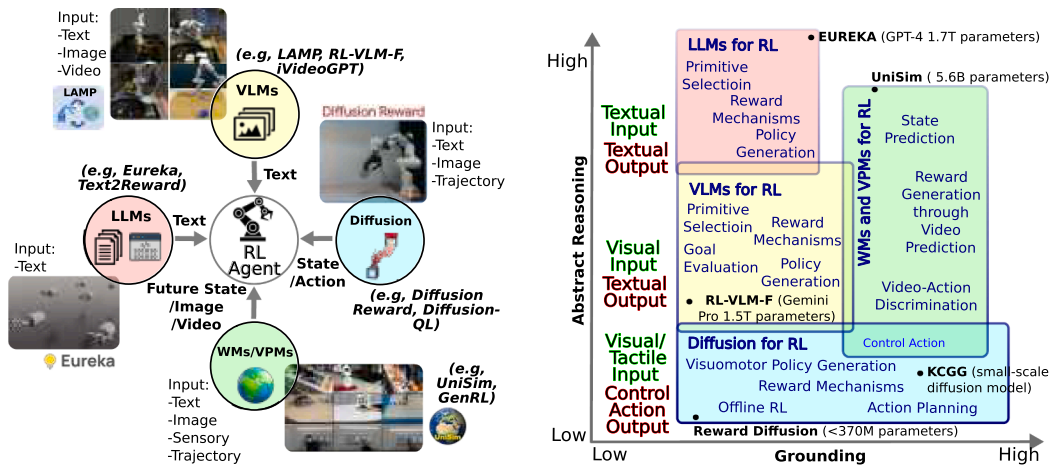 Input:
-Text
-Image
-Video
LAMP
(e.g, LAMP, RL-VLM-F,
iVideoGPT)
VLMs
Text
Diffusion Reward
Input:
-Text
-Image
-Trajectory
(e.g, Eureka,
Text2Reward)
LLMs
Text
RL
Agent
Diffusion
State
/Action
(e.g, Diffusion
Reward, Diffusion-
QL)
Input:
-Text
Eureka
Future State
/Image
/Video
WMs/VPMs
(e.g,
UniSim,
GenRL)
UniSim
Input:
-Text
-Image
-Sensory
-Trajectory
High
Abstract Reasoning
Low
Textual
Input
Textual
Output
Visual
Input
Textual
Output
Visual/
Tactile
Input
Control
Action
Output
LLMs for RL
Primitive
Selectioin
Reward
Mechanisms
Policy
Generation
EUREKA (GPT-4 1.7T parameters)
VLMs for RL
Primitive
Selectioin
Reward
Mechanisms
Goal
Evaluation
Policy
Generation
RL-VLM-F (Gemini
Pro 1.5T parameters)
UniSim ( 5.6B parameters)
WMs and VPMs for RL
State
Prediction
Reward
Generation
through
Video
Prediction
Video-Action
Discrimination
Control Action
Diffusion for RL
Visuomotor Policy Generation
Reward Mechanisms
Offline RL
Action Planning
KCGG (small-scale
diffusion model)
Reward Diffusion (<370M parameters)
Low
Grounding
High